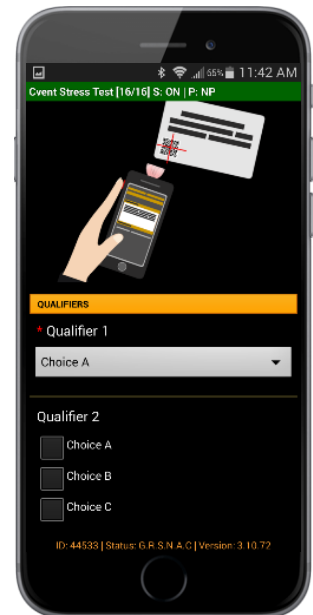 65% 11:42 AM
Cvent Stress Test [16/16] S: ON | P: NP
QUALIFIERS
* Qualifier 1
Choice A
Qualifier 2
Choice A
Choice B
Choice C
ID: 44533 | Status: G.R.S.N.A.C | Version: 3.10.72